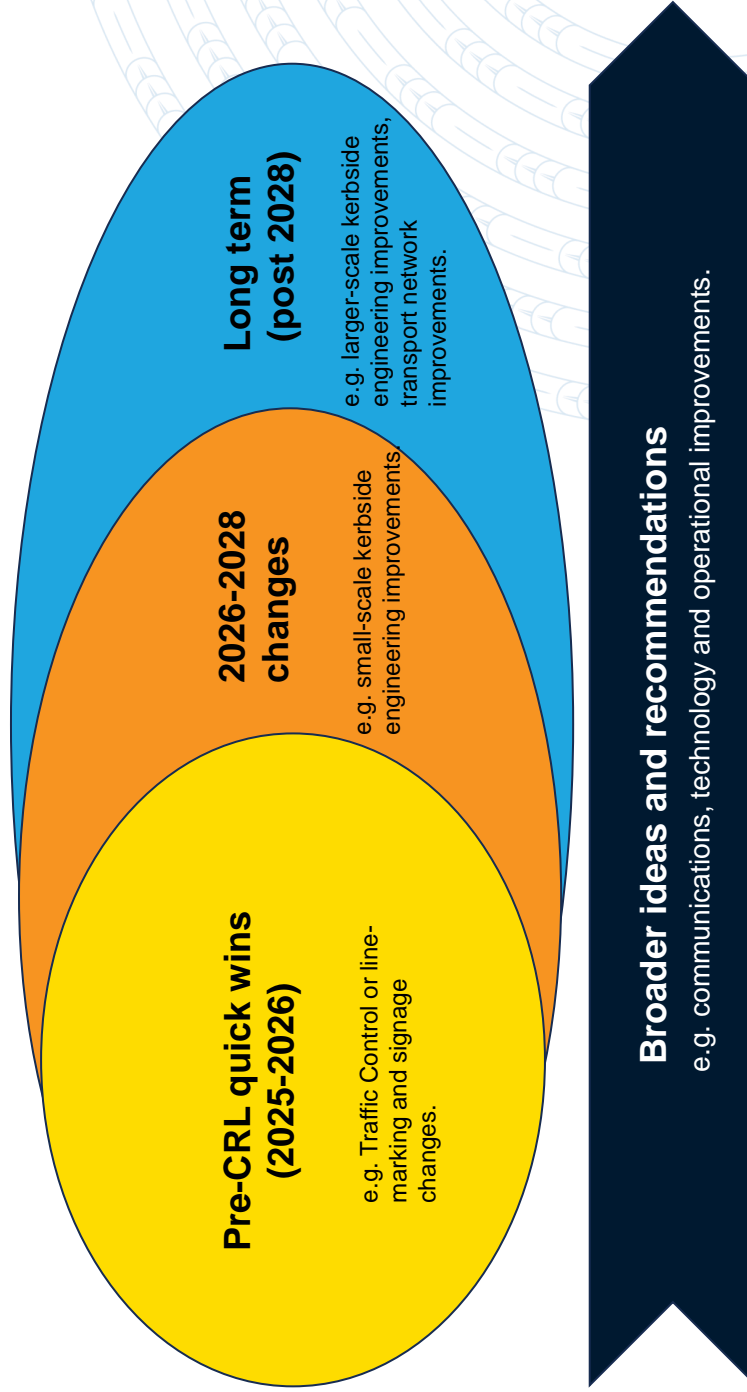 Pre-CRL quick wins
(2025-2026)
e.g. Traffic Control or line-
marking and signage
changes.
2026-2028
changes
e.g. small-scale kerbside
engineering improvements.
Long term
(post 2028)
e.g. larger-scale kerbside
engineering improvements,
transport network
improvements.
Broader ideas and recommendations
e.g. communications, technology and operational improvements.